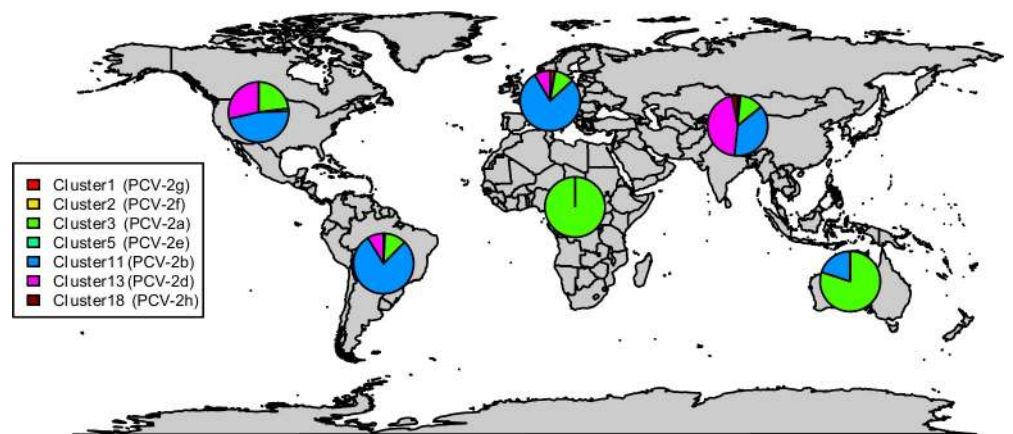 Cluster1 (PCV-2g)
Cluster2 (PCV-2f)
Cluster3 (PCV-2a)
Cluster5 (PCV-2e)
Cluster11 (PCV-2b)
Cluster13 (PCV-2d)
Cluster18 (PCV-2h)